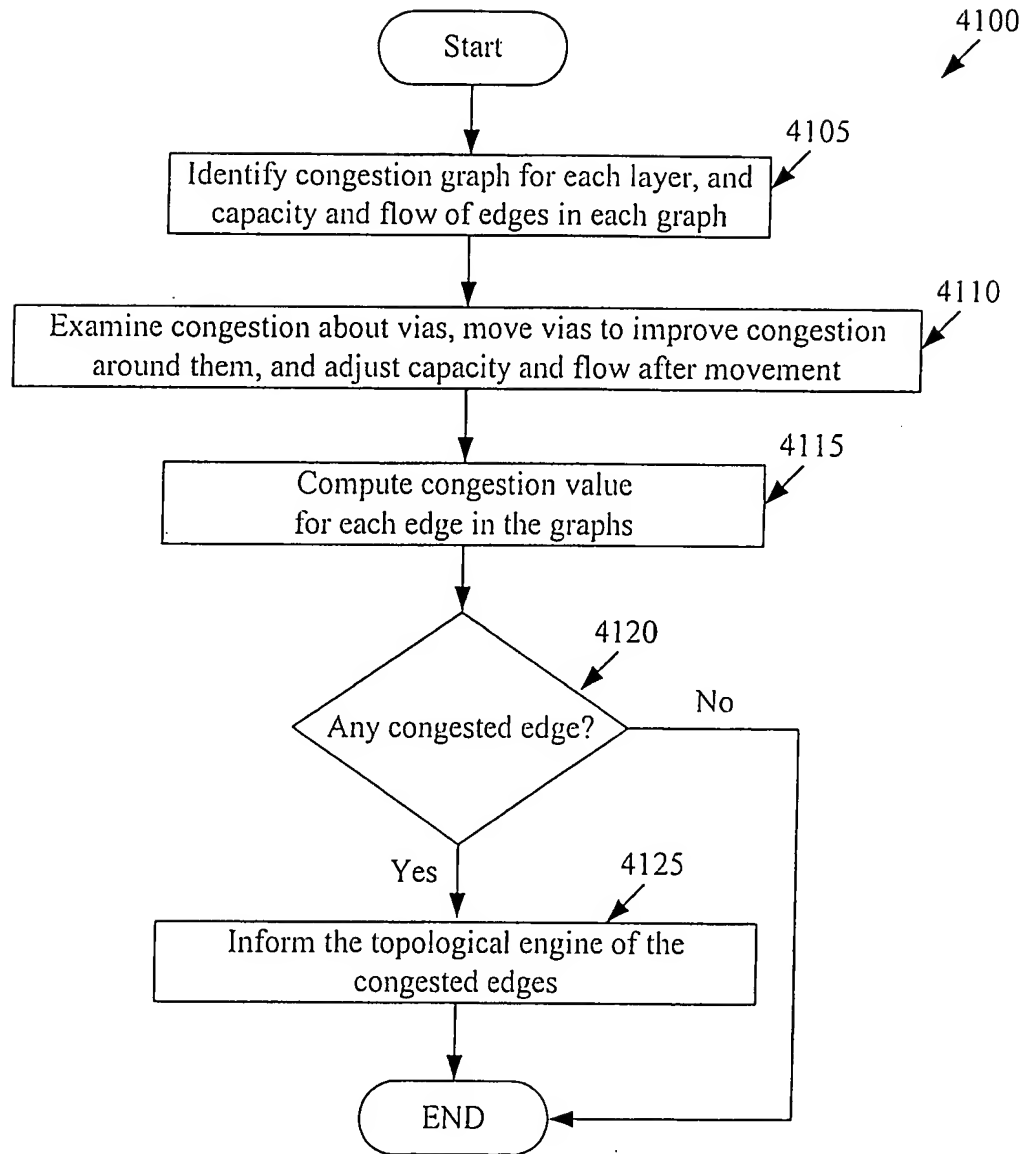 4100
Start
4105
Identify congestion graph for each layer, and
capacity and flow of edges in each graph
4110
Examine congestion about vias, move vias to improve congestion
around them, and adjust capacity and flow after movement
4115
Compute congestion value
for each edge in the graphs
4120
Any congested edge?
No
Yes
4125
Inform the topological engine of the
congested edges
END